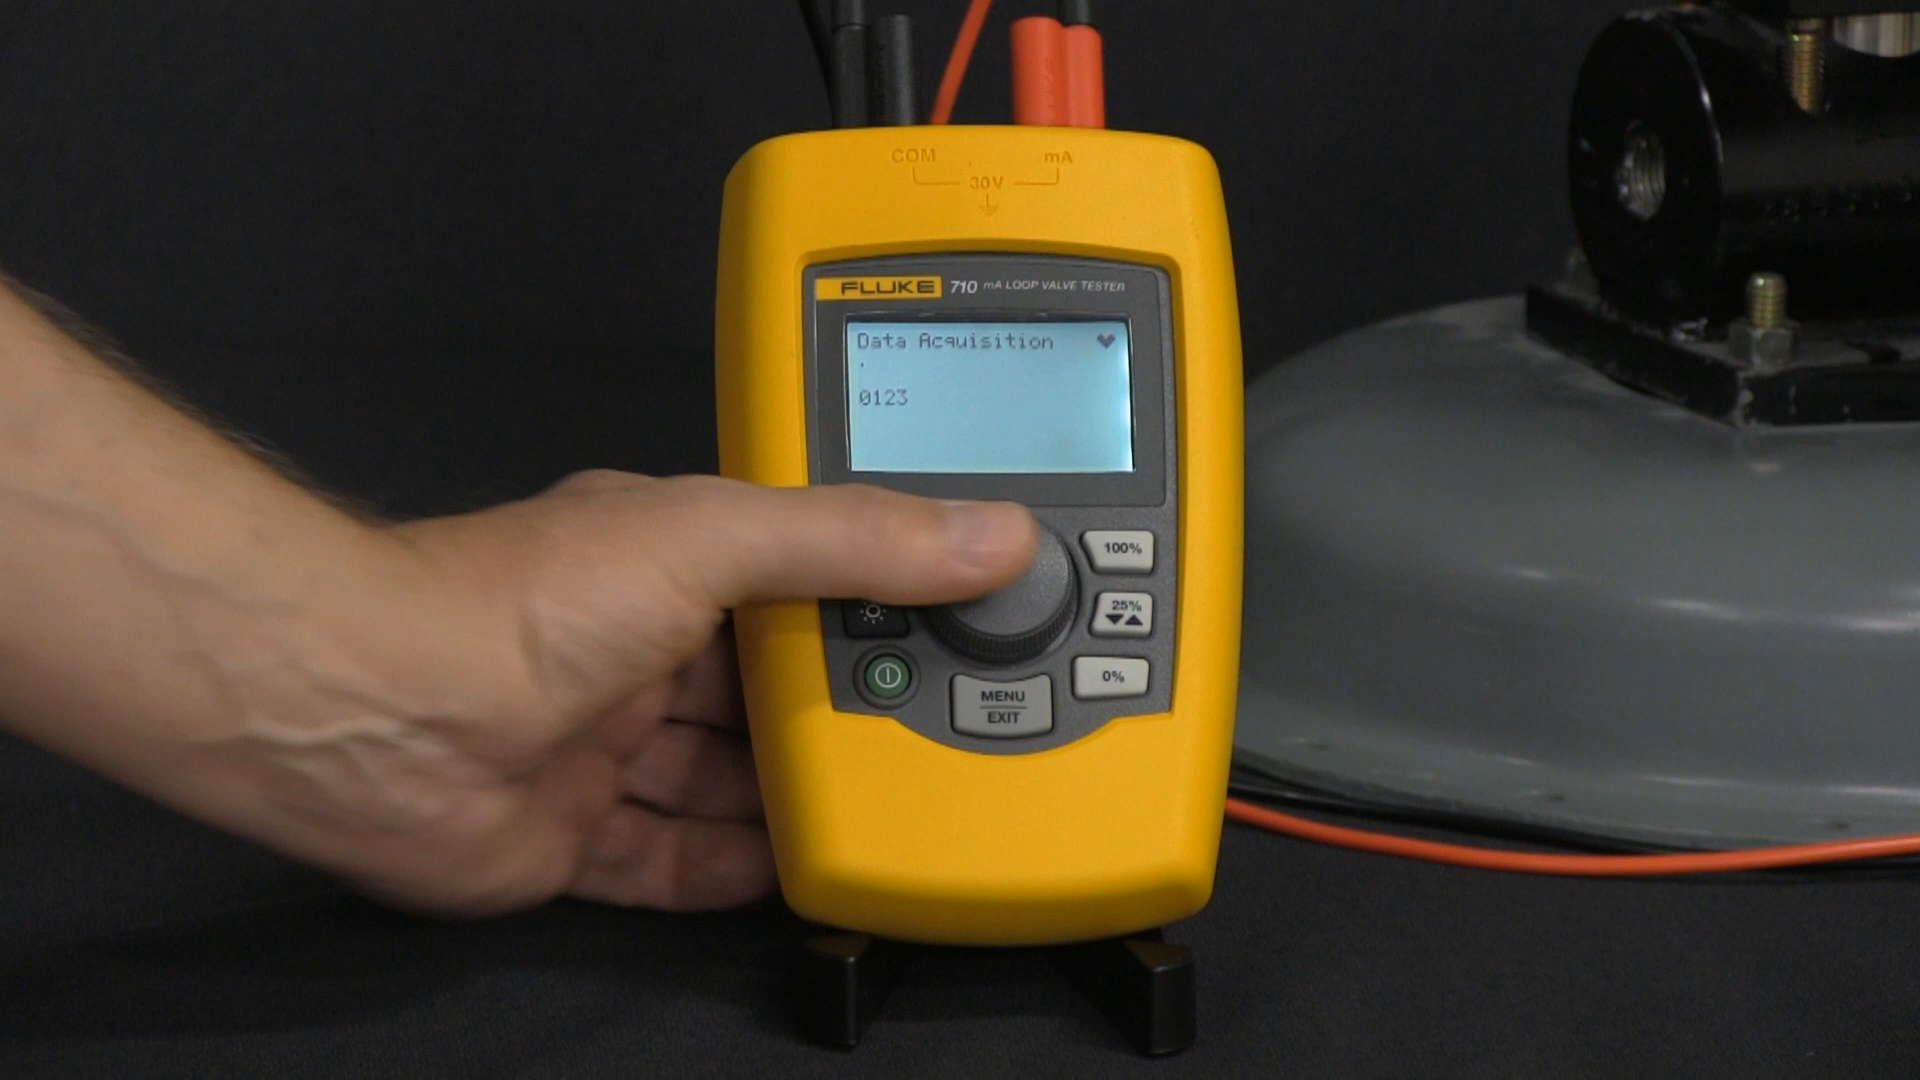 COM mA
30V
FLUKE 710 mA LOOP VALVE TESTER
Data Acquisition
0123
100%
25%
0%
MENU
EXIT